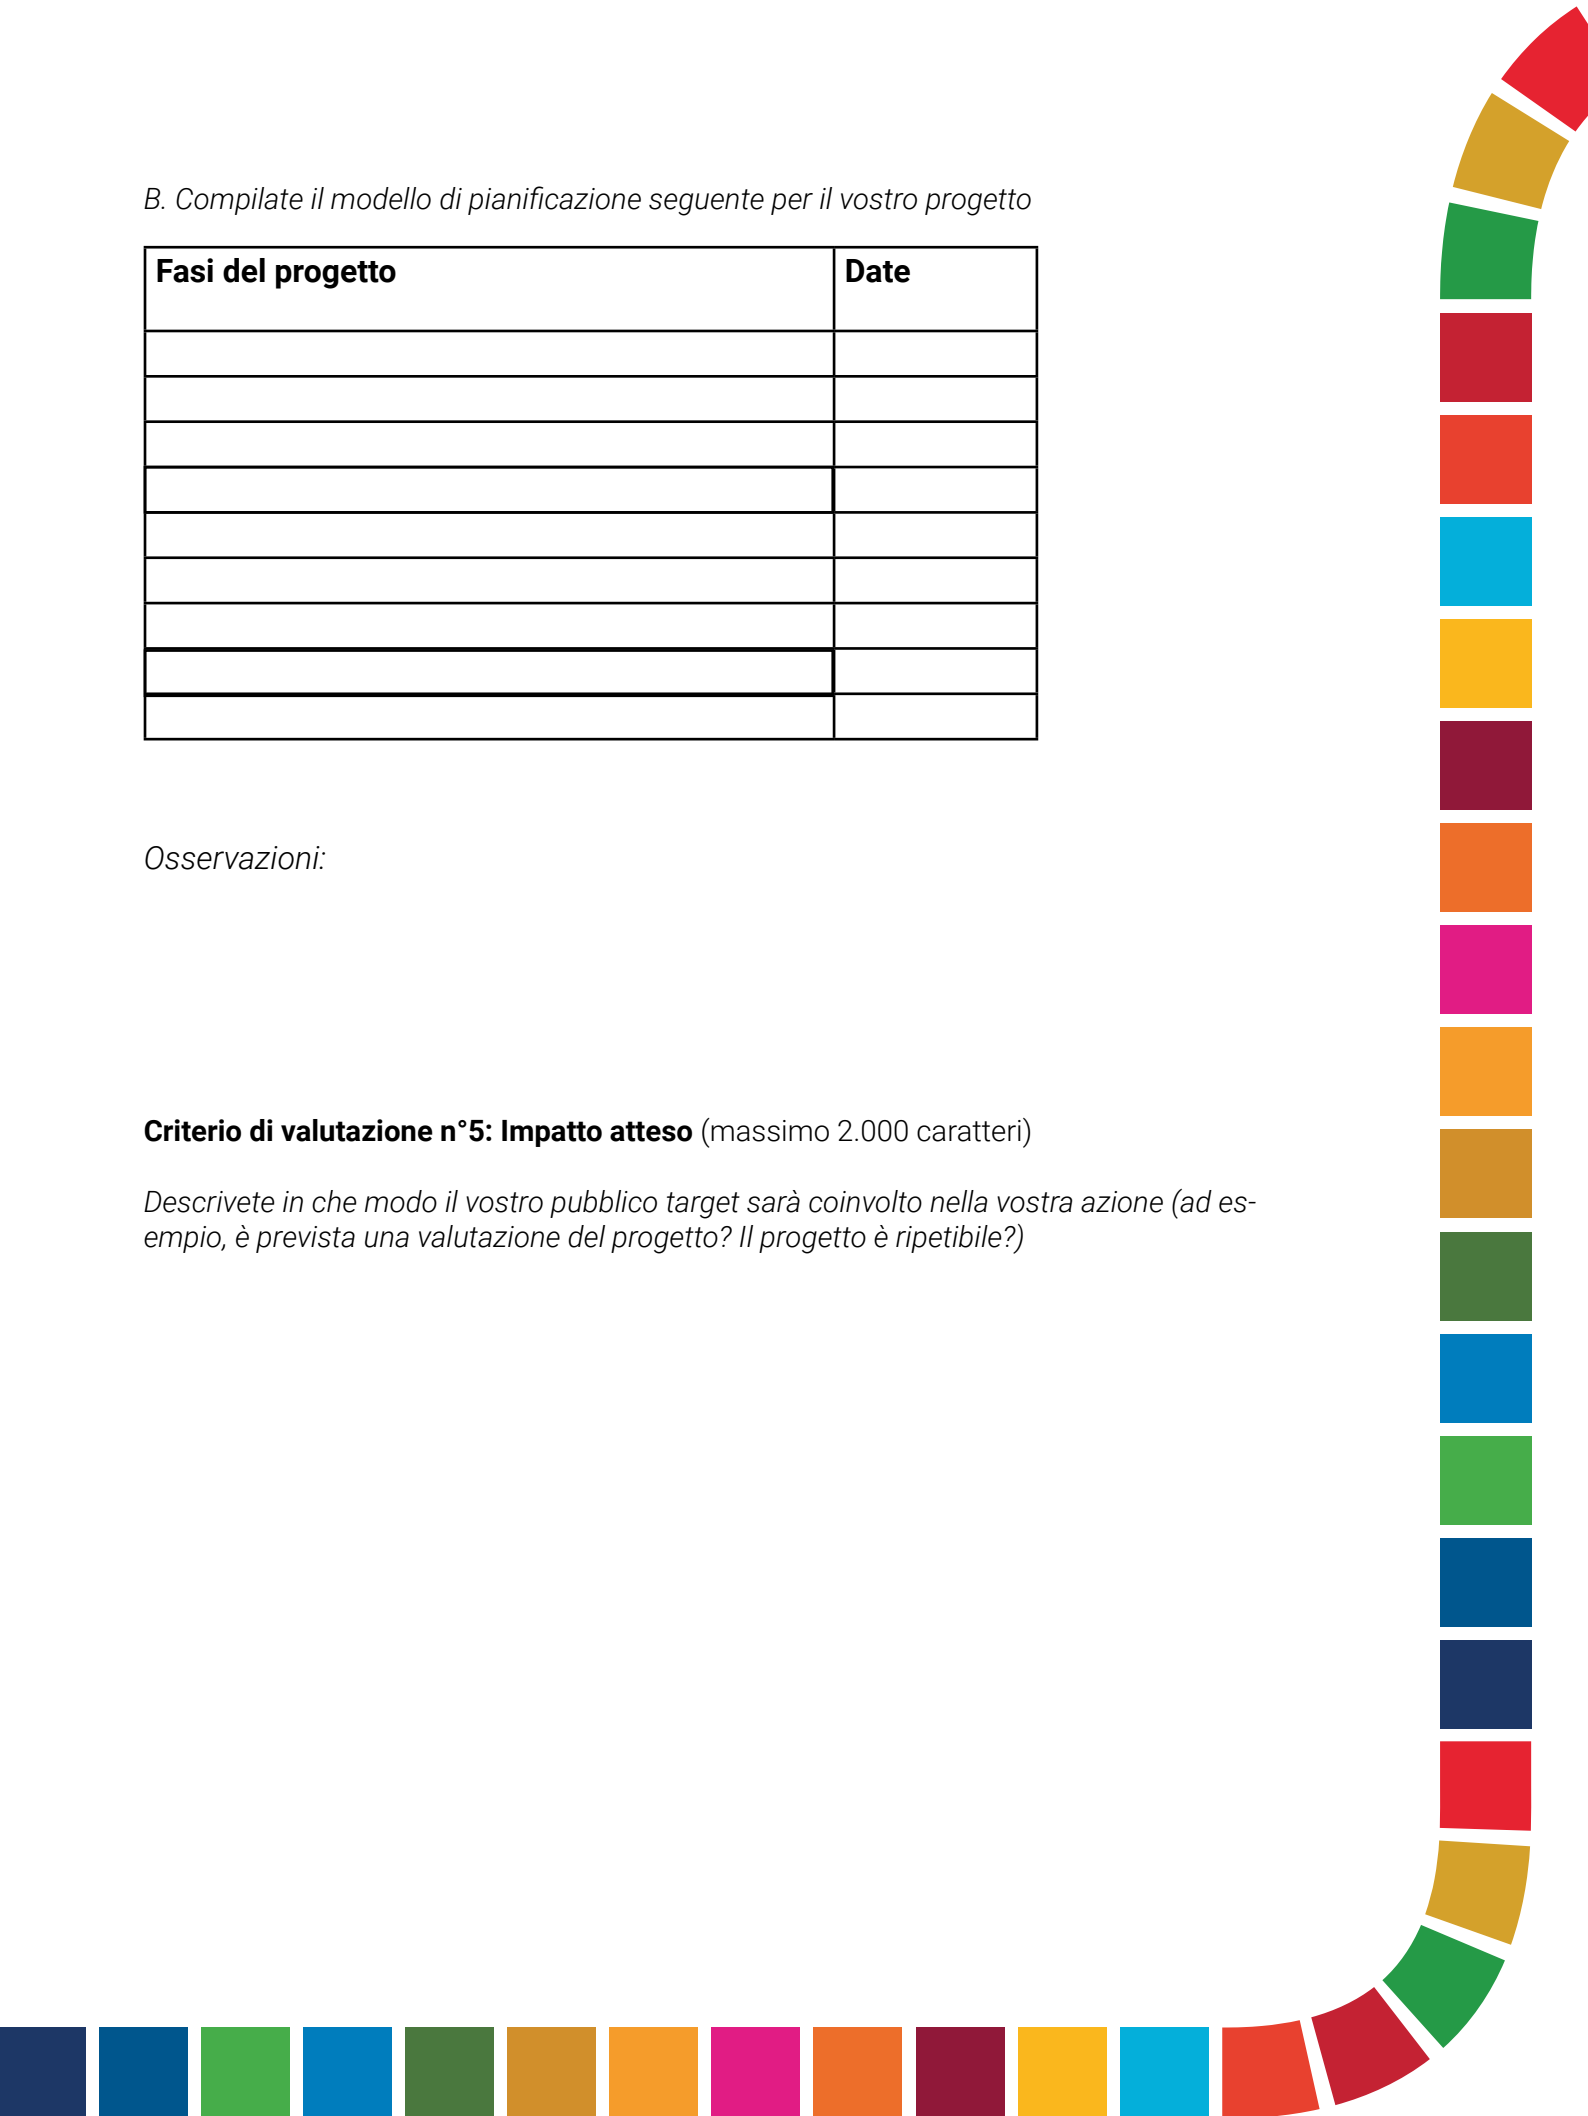 B. Compilate il modello di pianificazione seguente per il vostro progetto
Fasi del progetto Date
Osservazioni:
Criterio di valutazione n°5: Impatto atteso (massimo 2.000 caratteri)
Descrivete in che modo il vostro pubblico target sarà coinvolto nella vostra azione (ad es-
empio, è prevista una valutazione del progetto? Il progetto è ripetibile?)